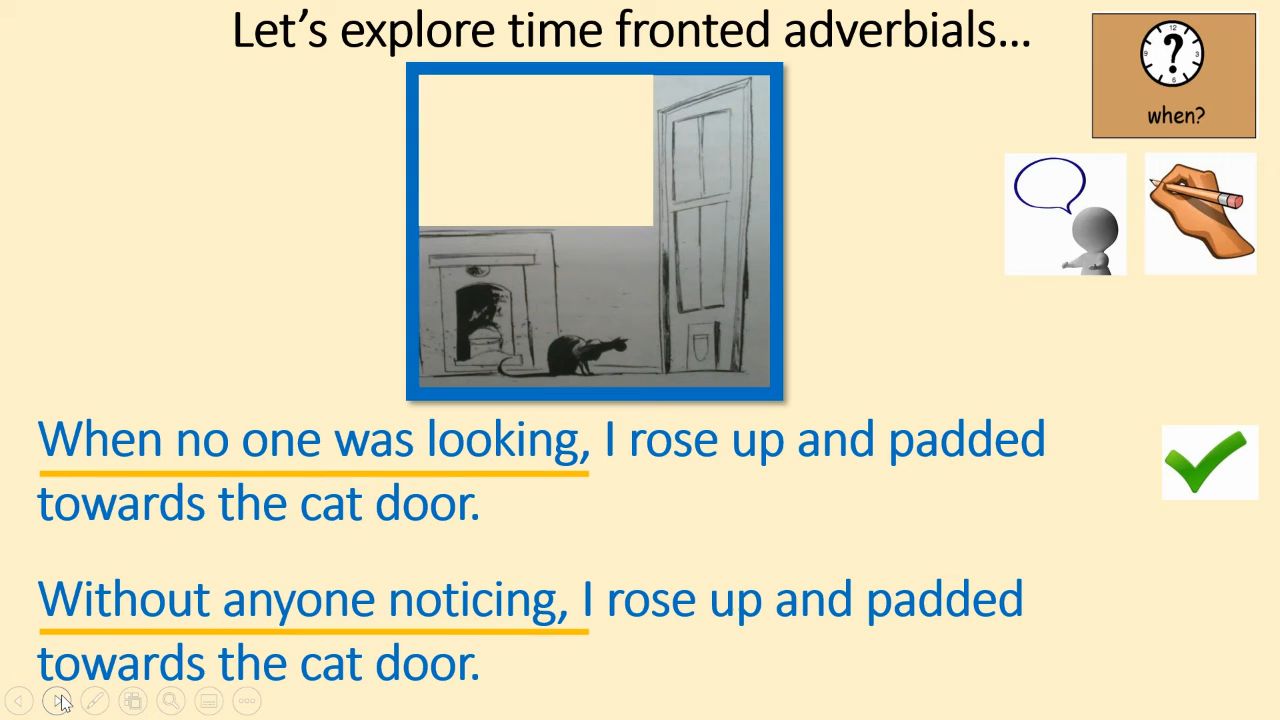 Let's explore time fronted adverbials...
when?
When no one was looking, I rose up and padded
towards the cat door.
Without anyone noticing, I rose up and padded
towards the cat door.